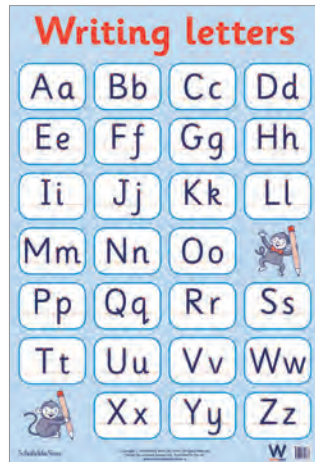 Writing letters
Aa Bb Cc Dd
Ee Ff Gg Hh
Ii Jj Kk Ll
Mm Nn Oo
Pp Qq Rr Ss
Tt Uu Vv Ww
Xx Yy Zz
W